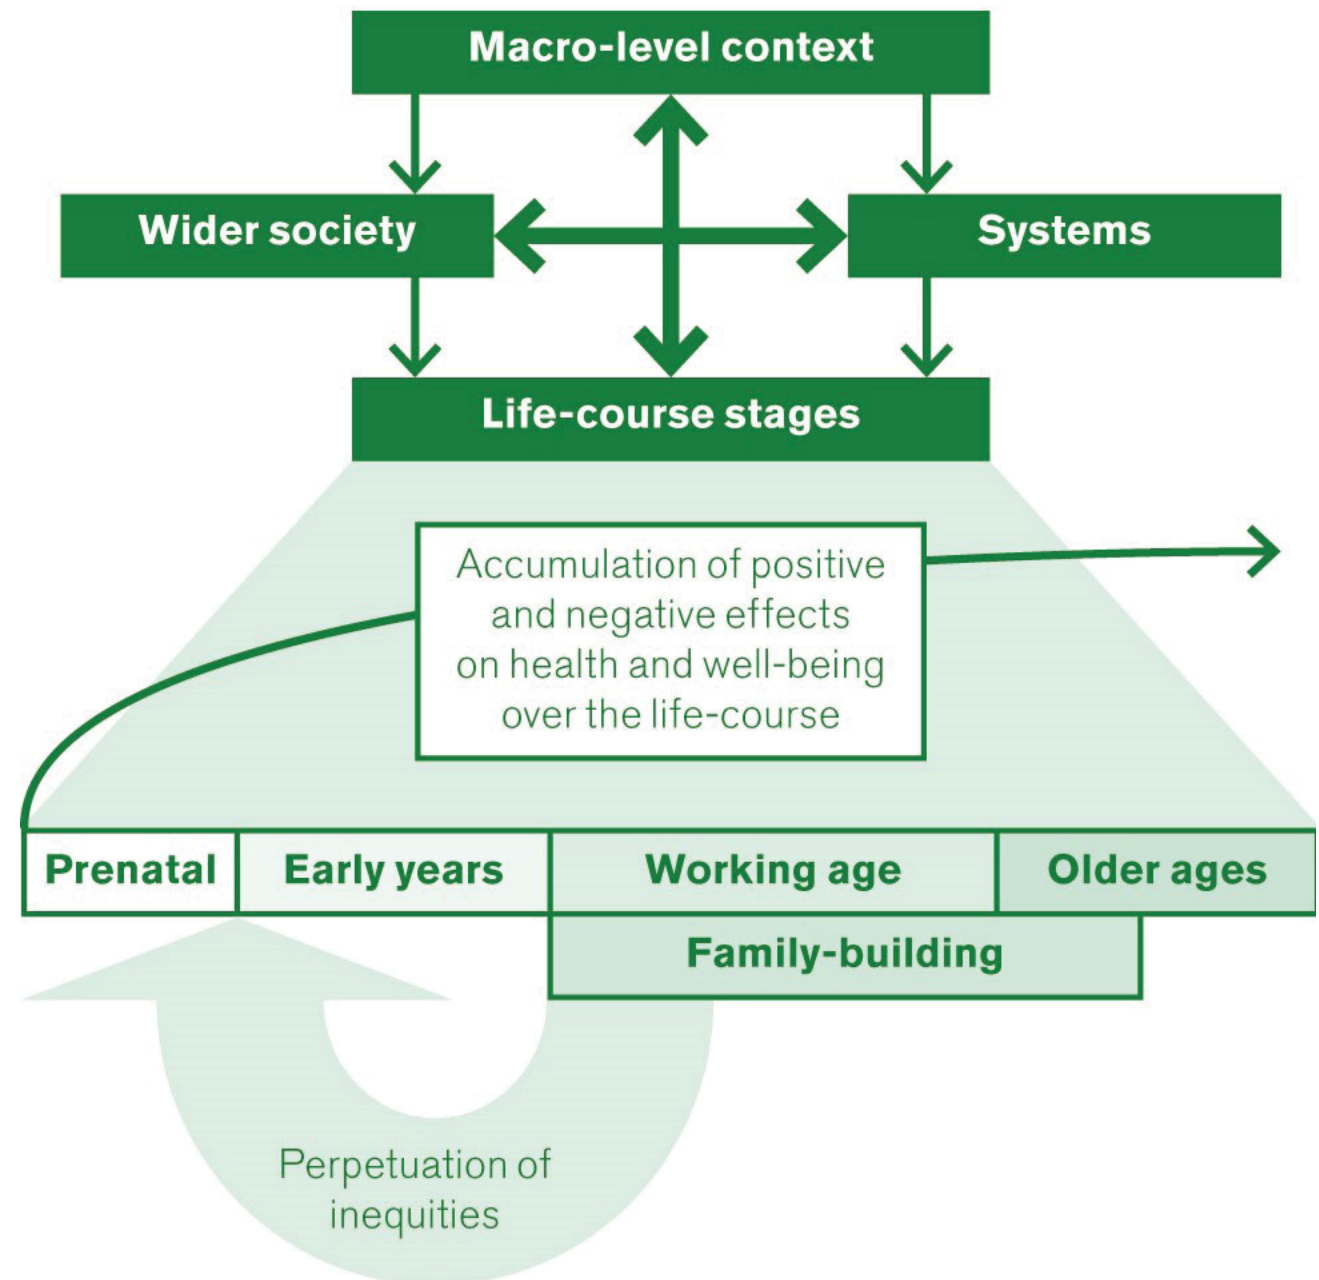 Macro-level context
Wider society
Systems
Life-course stages
Accumulation of positive
and negative effects
on health and well-being
over the life-course
Prenatal
Early years
Working age
Older ages
Family-building
Perpetuation of
inequities